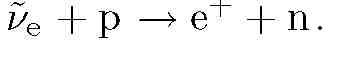 ν̃ₑ + p → e⁺ + n .